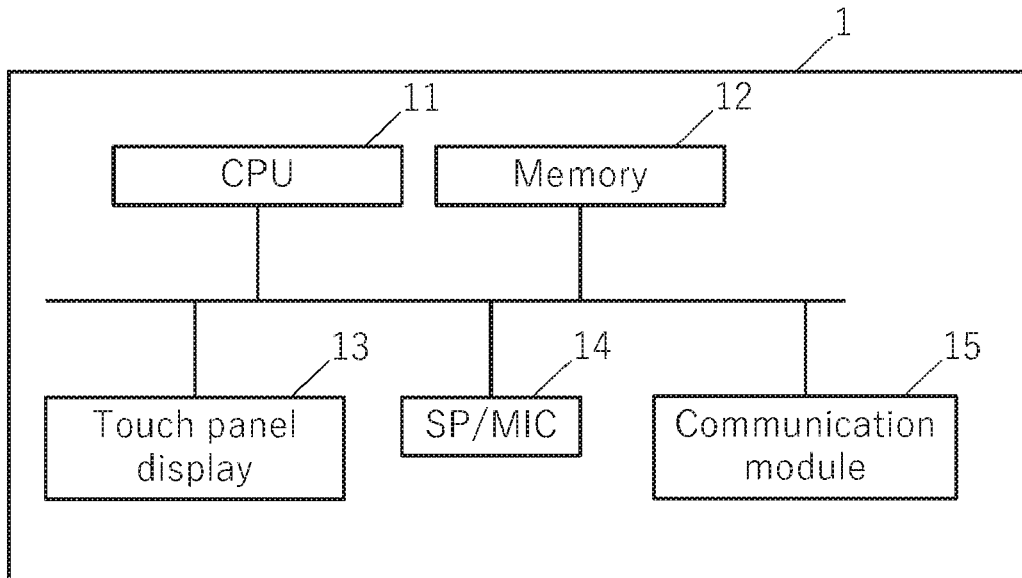 1
11
12
CPU
Memory
13
14
15
Touch panel
display
SP/MIC
Communication
module